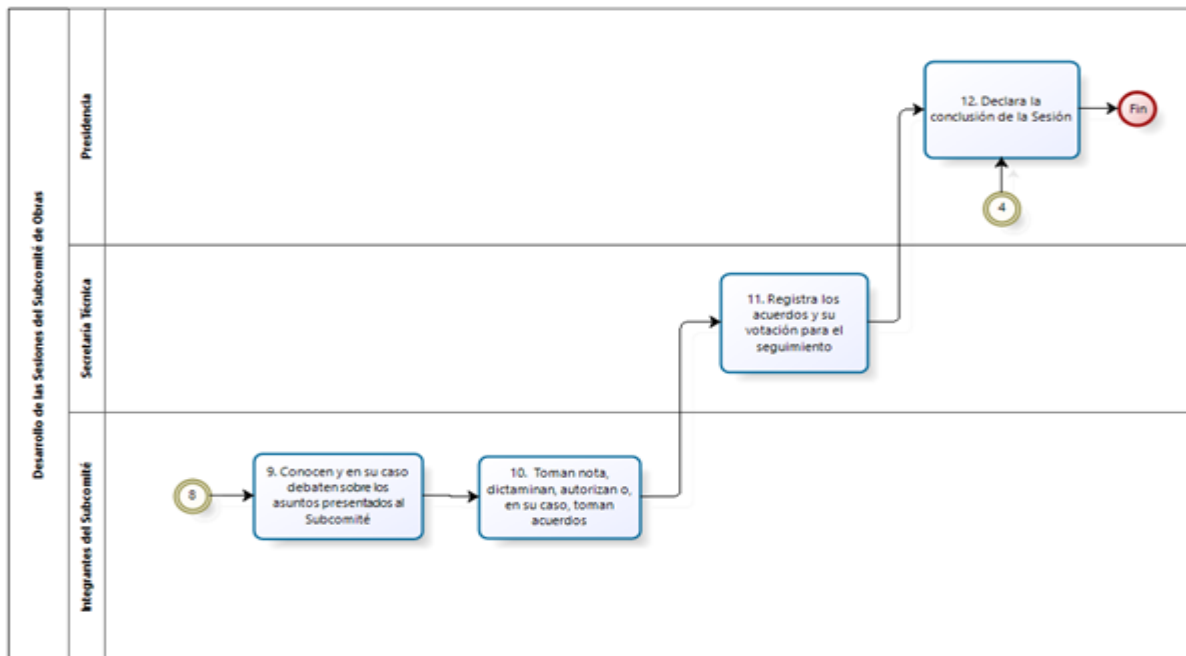 Desarrollo de las Sesiones del Subcomité de Obras
Presidencia
12. Declara la
conclusión de la Sesión
Fin
4
Secretaría Técnica
11. Registra los
acuerdos y su
votación para el
seguimiento
Integrantes del Subcomité
8
9. Conocen y en su caso
debaten sobre los
asuntos presentados al
Subcomité
10. Toman nota,
dictaminan, autorizan o,
en su caso, toman
acuerdos